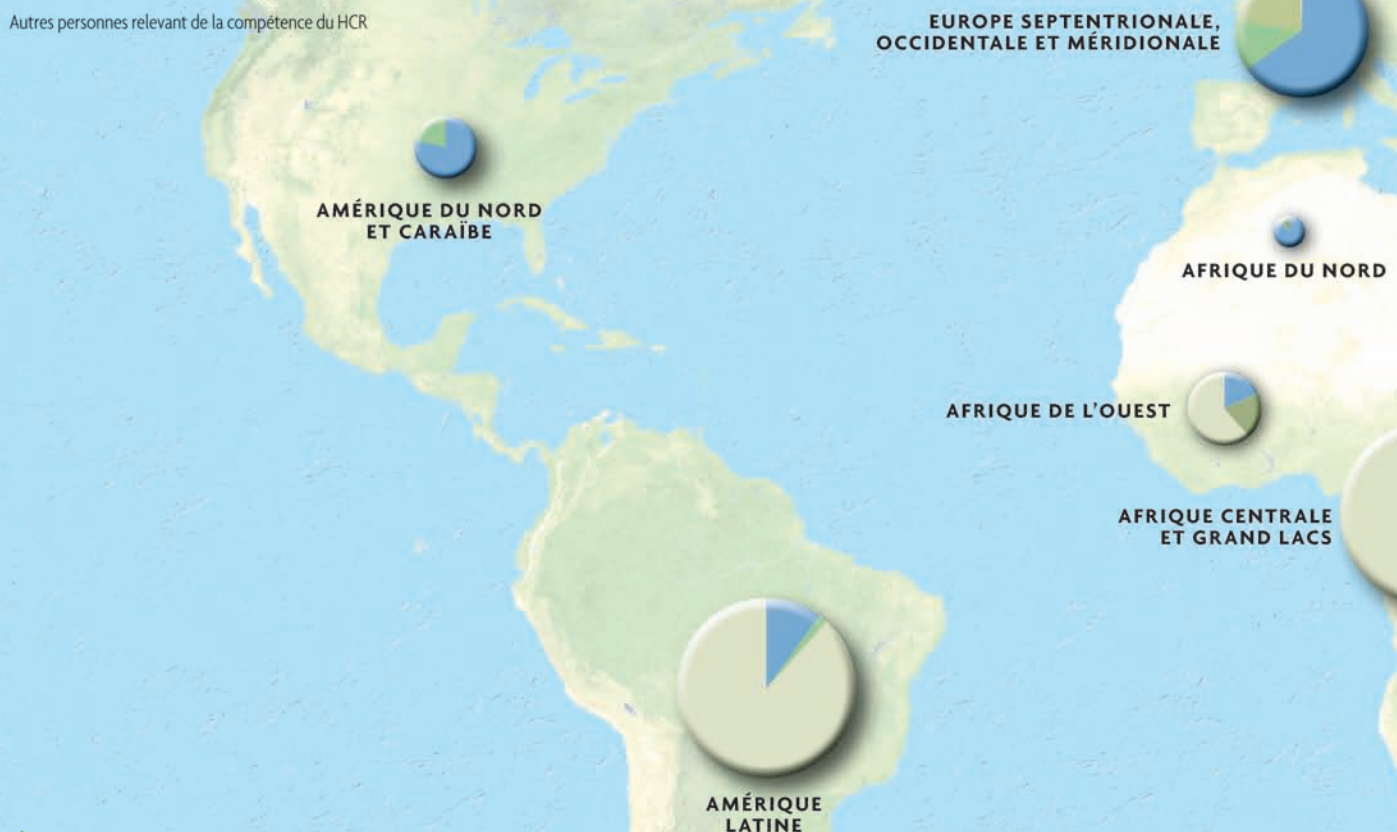 Autres personnes relevant de la compétence du HCR
EUROPE SEPTENTRIONALE,
OCCIDENTALE ET MÉRIDIONALE
AMÉRIQUE DU NORD
ET CARAÏBE
AFRIQUE DU NORD
AFRIQUE DE L’OUEST
AFRIQUE CENTRALE
ET GRAND LACS
AMÉRIQUE
LATINE